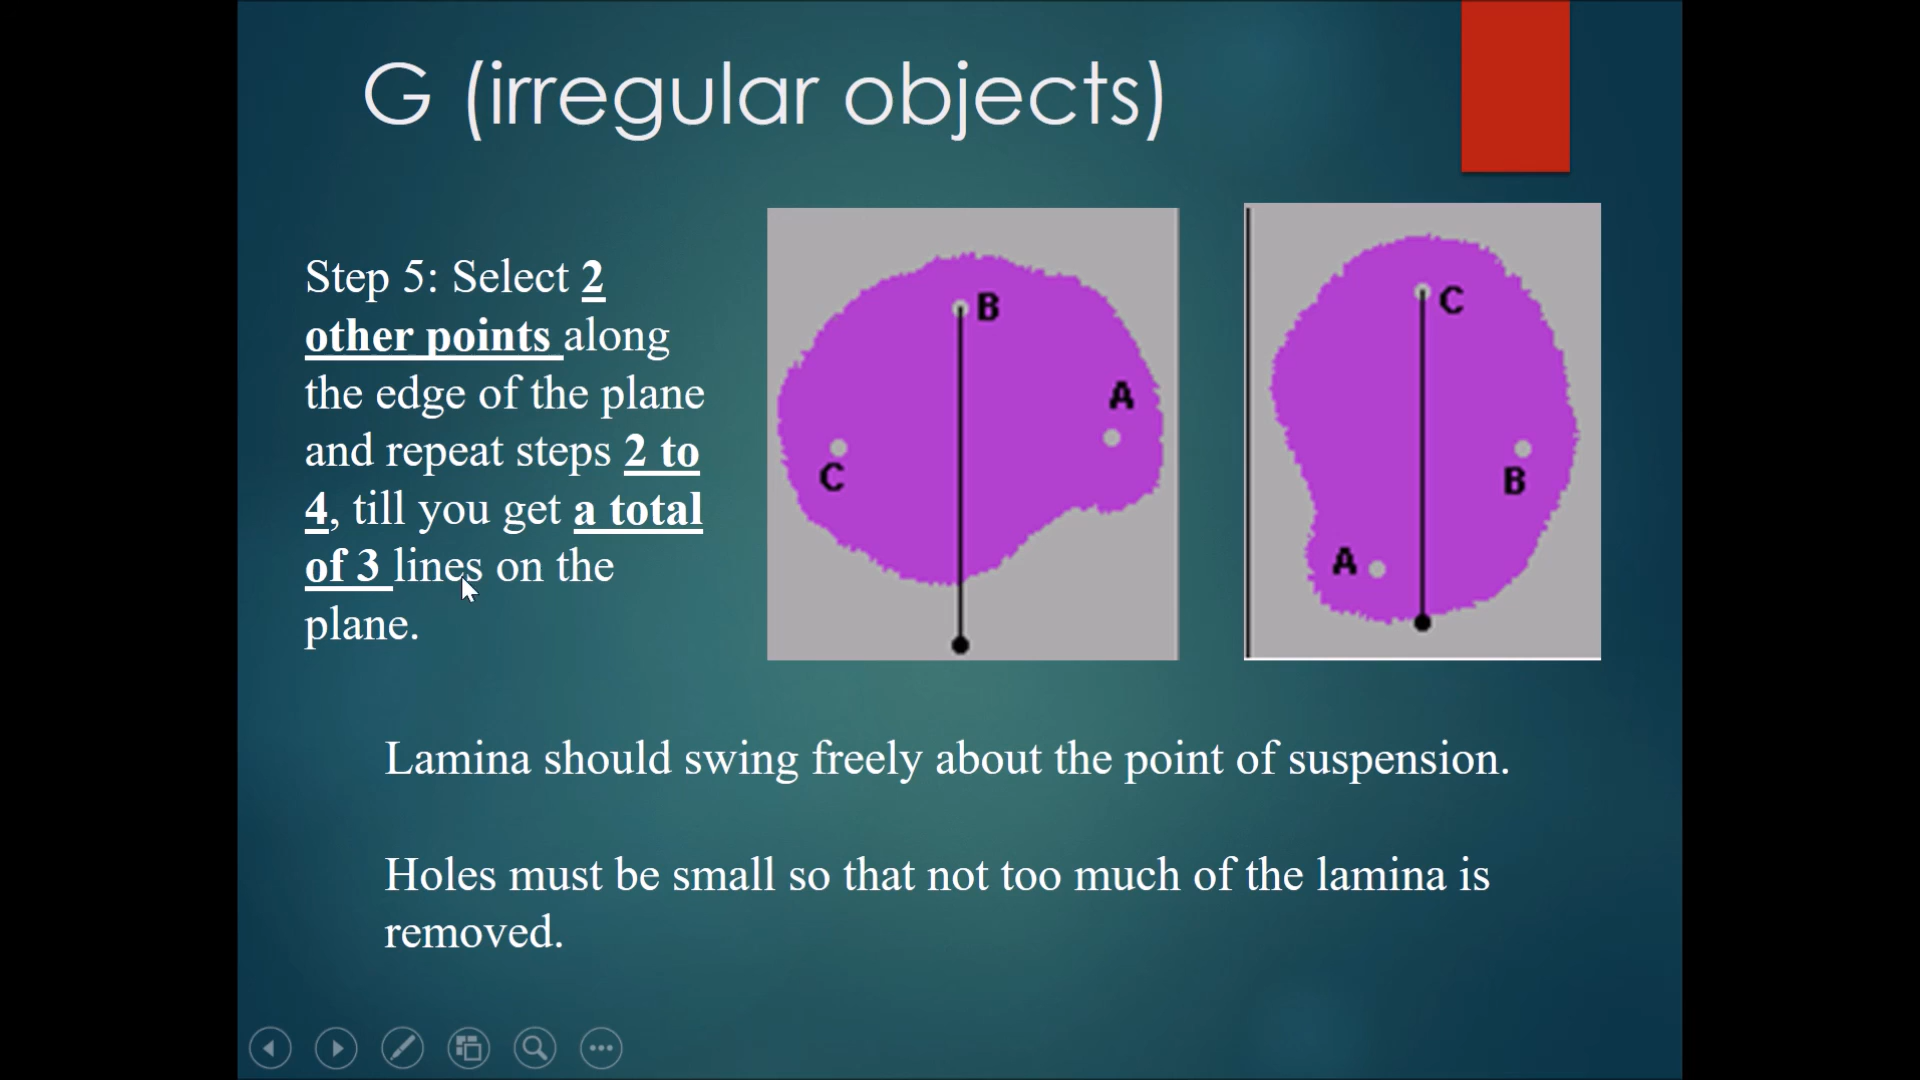 G (irregular objects)
Step 5: Select 2
other points along
the edge of the plane
and repeat steps 2 to
4, till you get a total
of 3 lines on the
plane.
B
A
C
C
B
A
Lamina should swing freely about the point of suspension.
Holes must be small so that not too much of the lamina is
removed.